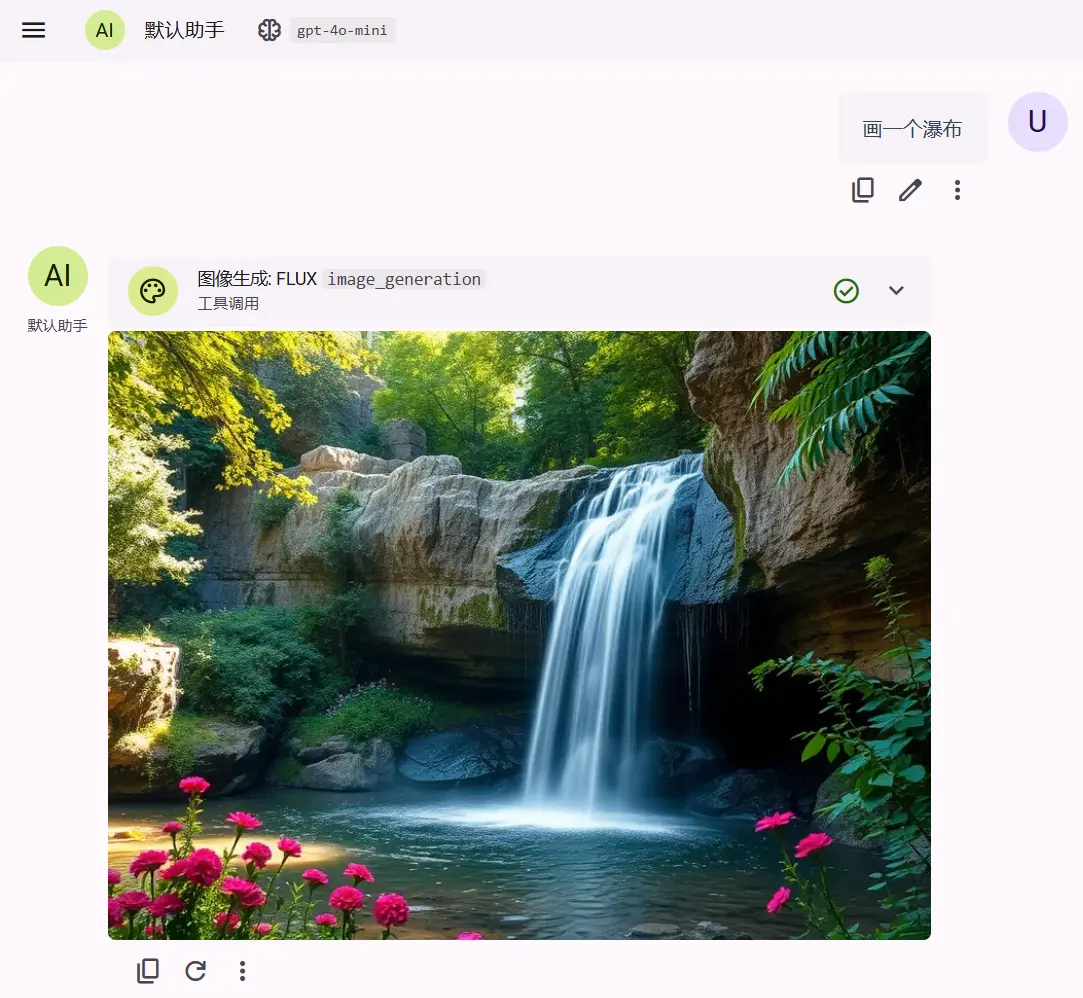 AI 默认助手 gpt-4o-mini
画一个瀑布
U
AI
默认助手
图像生成: FLUX image_generation
工具调用